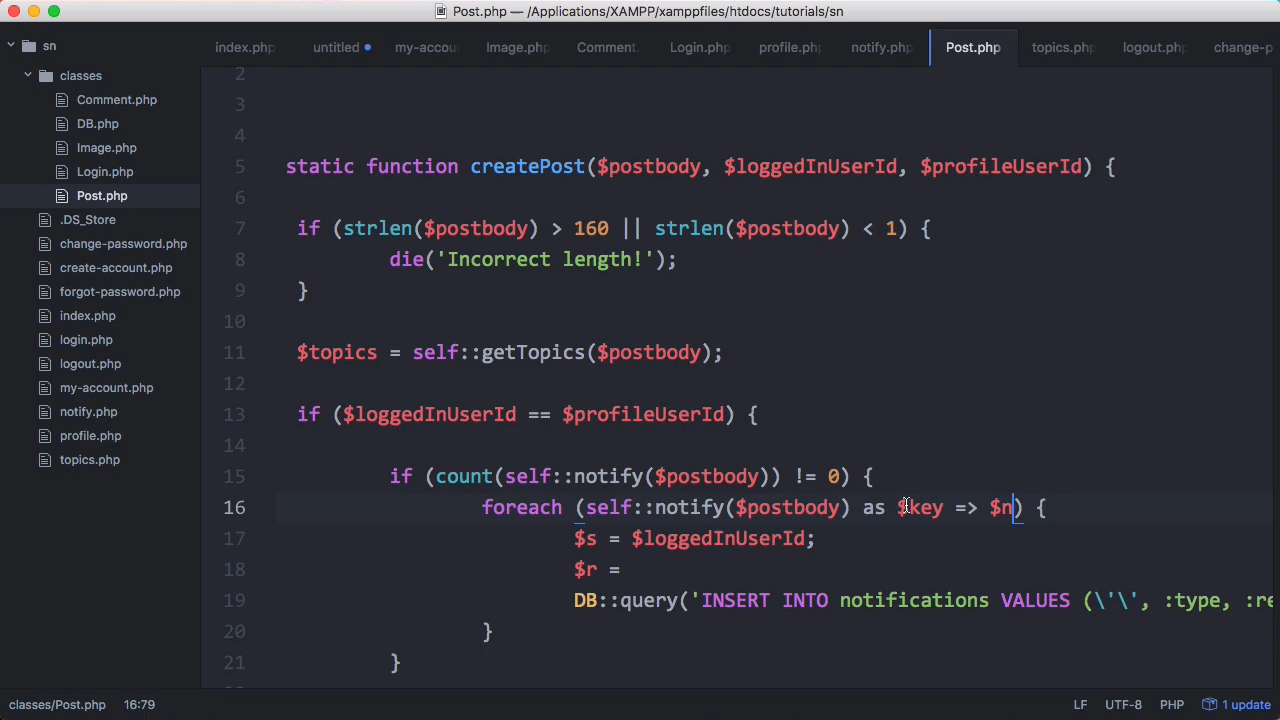 Post.php — /Applications/XAMPP/xamppfiles/htdocs/tutorials/sn
sn
classes
Comment.php
DB.php
Image.php
Login.php
Post.php
.DS_Store
change-password.php
create-account.php
forgot-password.php
index.php
login.php
logout.php
my-account.php
notify.php
profile.php
topics.php
index.php untitled my-accou Image.php Comment. Login.php profile.php notify.php Post.php topics.php logout.php change-p
2
3
4
5 static function createPost($postbody, $loggedInUserId, $profileUserId) {
6
7 if (strlen($postbody) > 160 || strlen($postbody) < 1) {
8 die('Incorrect length!');
9 }
10
11 $topics = self::getTopics($postbody);
12
13 if ($loggedInUserId == $profileUserId) {
14
15 if (count(self::notify($postbody)) != 0) {
16 foreach (self::notify($postbody) as $key => $n) {
17 $s = $loggedInUserId;
18 $r =
19 DB::query('INSERT INTO notifications VALUES (\'\', :type, :re
20 }
21 }
classes/Post.php 16:79 LF UTF-8 PHP 1 update